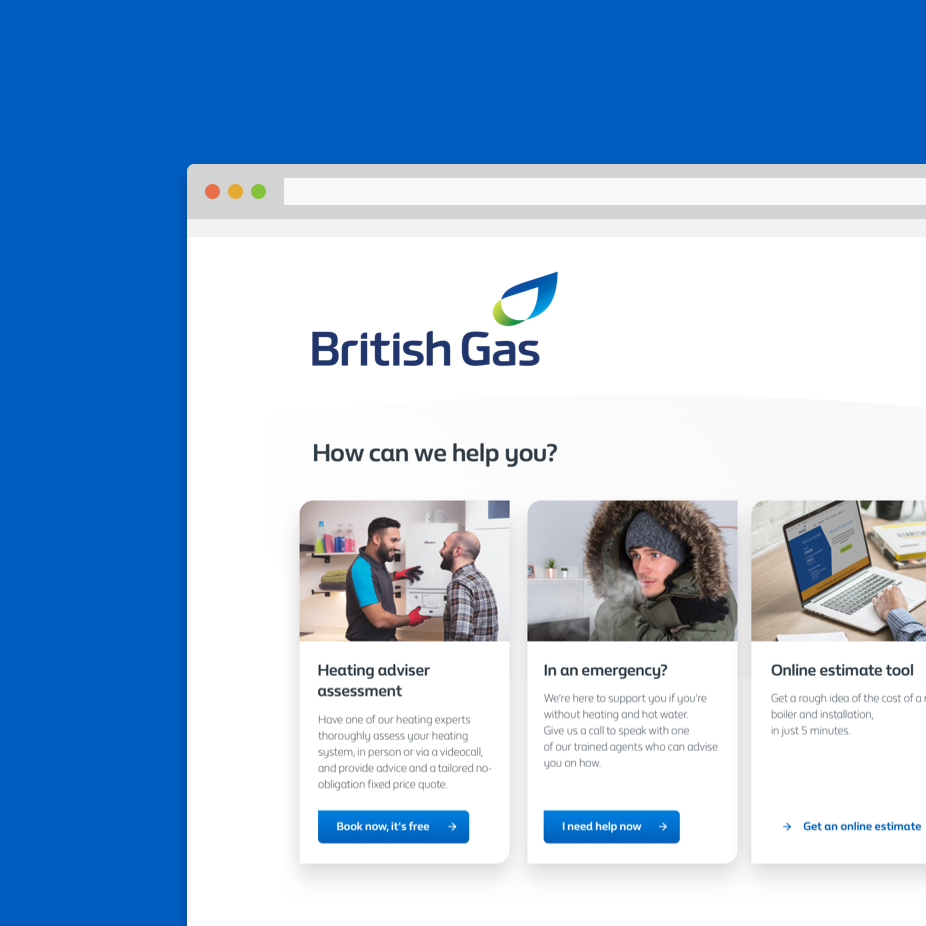 British Gas
How can we help you?
Heating adviser
assessment
Have one of our heating experts
thoroughly assess your heating
system, in person or via a videocall,
and provide advice and a tailored no-
obligation fixed price quote.
Book now, it's free
In an emergency?
We're here to support you if you're
without heating and hot water.
Give us a call to speak with one
of our trained agents who can advise
you on how.
I need help now
Online estimate tool
Get a rough idea of the cost of a
boiler and installation,
in just 5 minutes.
Get an online estimate